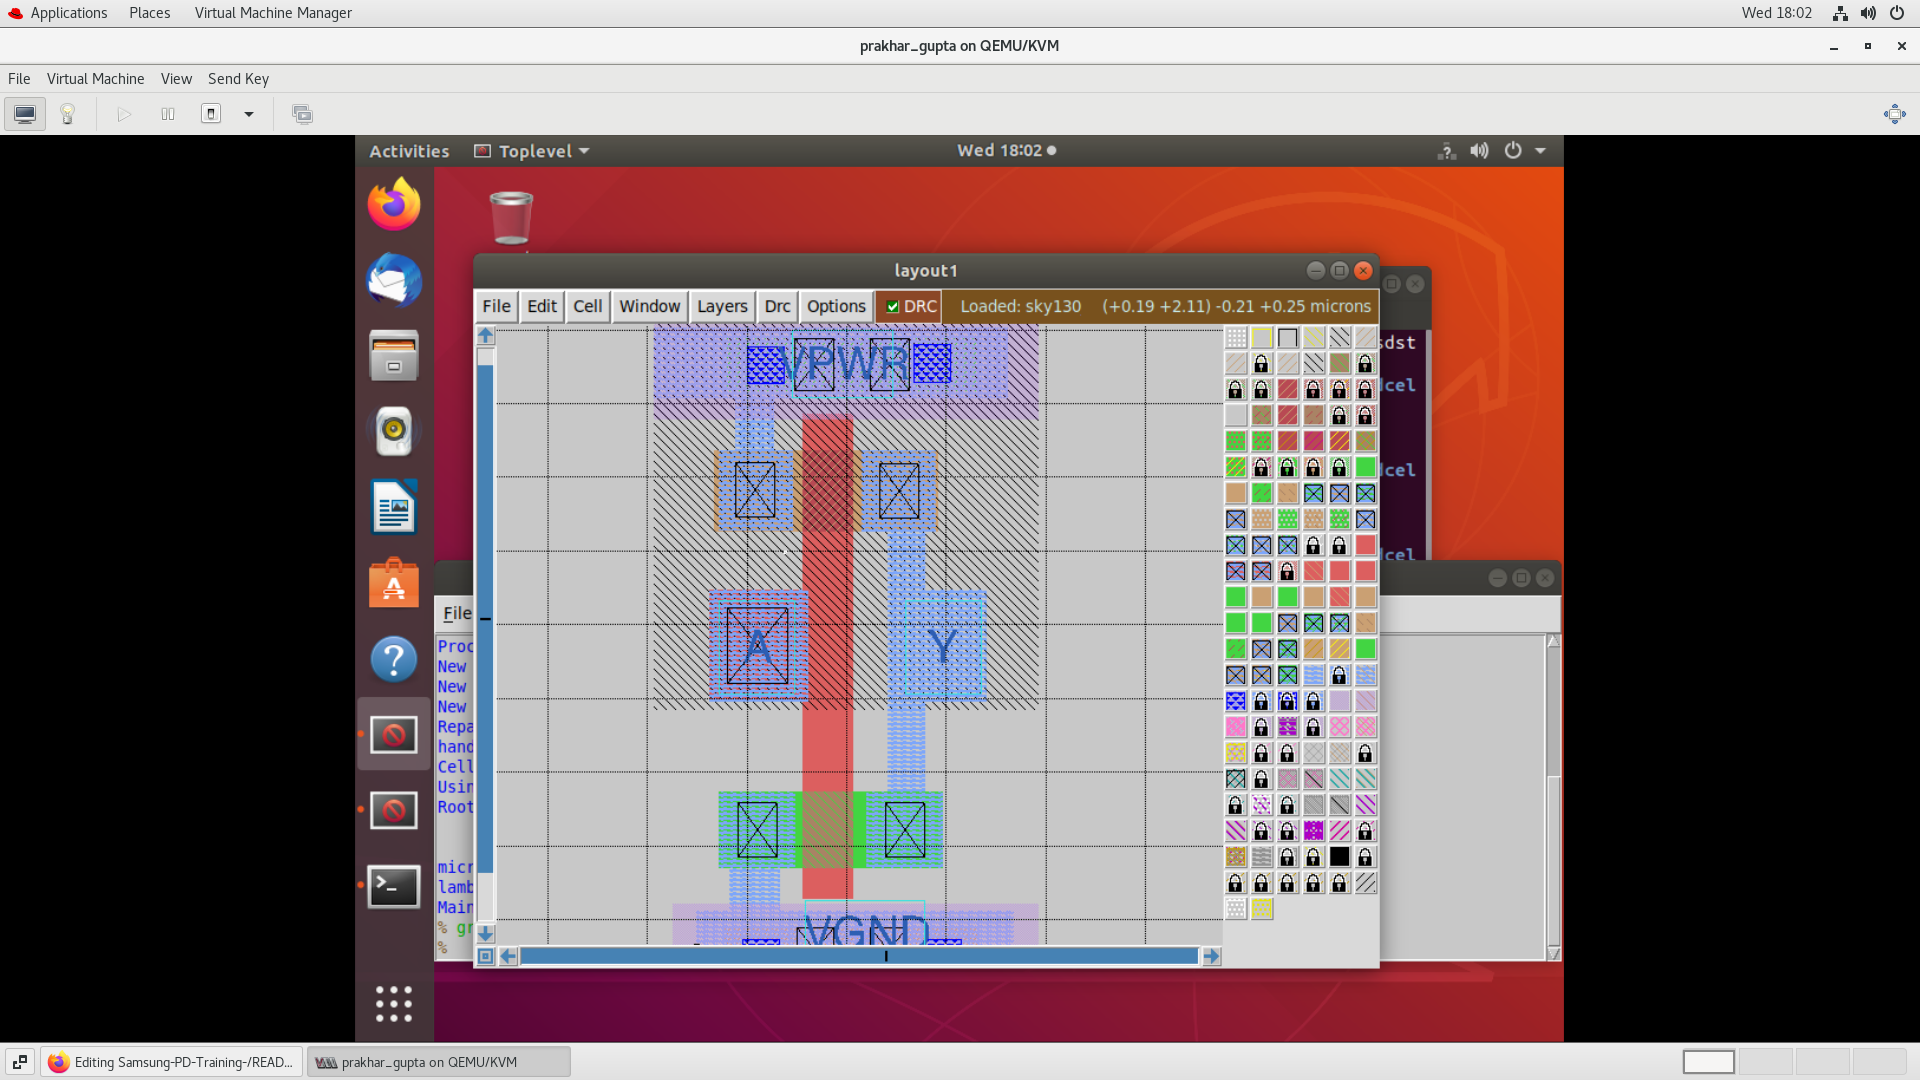 Applications Places Virtual Machine Manager Wed 18:02
prakhar_gupta on QEMU/KVM
File Virtual Machine View Send Key
Activities Toplevel Wed 18:02
layout1
File Edit Cell Window Layers Drc Options DRC Loaded: sky130 (+0.19 +2.11) -0.21 +0.25 microns
sdst
VPWR
cel
cel
cel
A Y
VGND
File
Proc
New
New
New
Repa
hand
Cell
Usin
Root
micr
lamb
Main
% gr
%
Editing Samsung-PD-Training-/READ... prakhar_gupta on QEMU/KVM